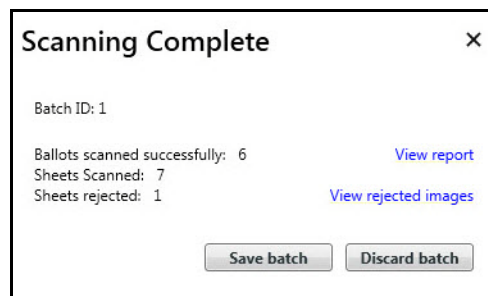 Scanning Complete
Batch ID: 1
Ballots scanned successfully: 6 View report
Sheets Scanned: 7
Sheets rejected: 1 View rejected images
Save batch Discard batch